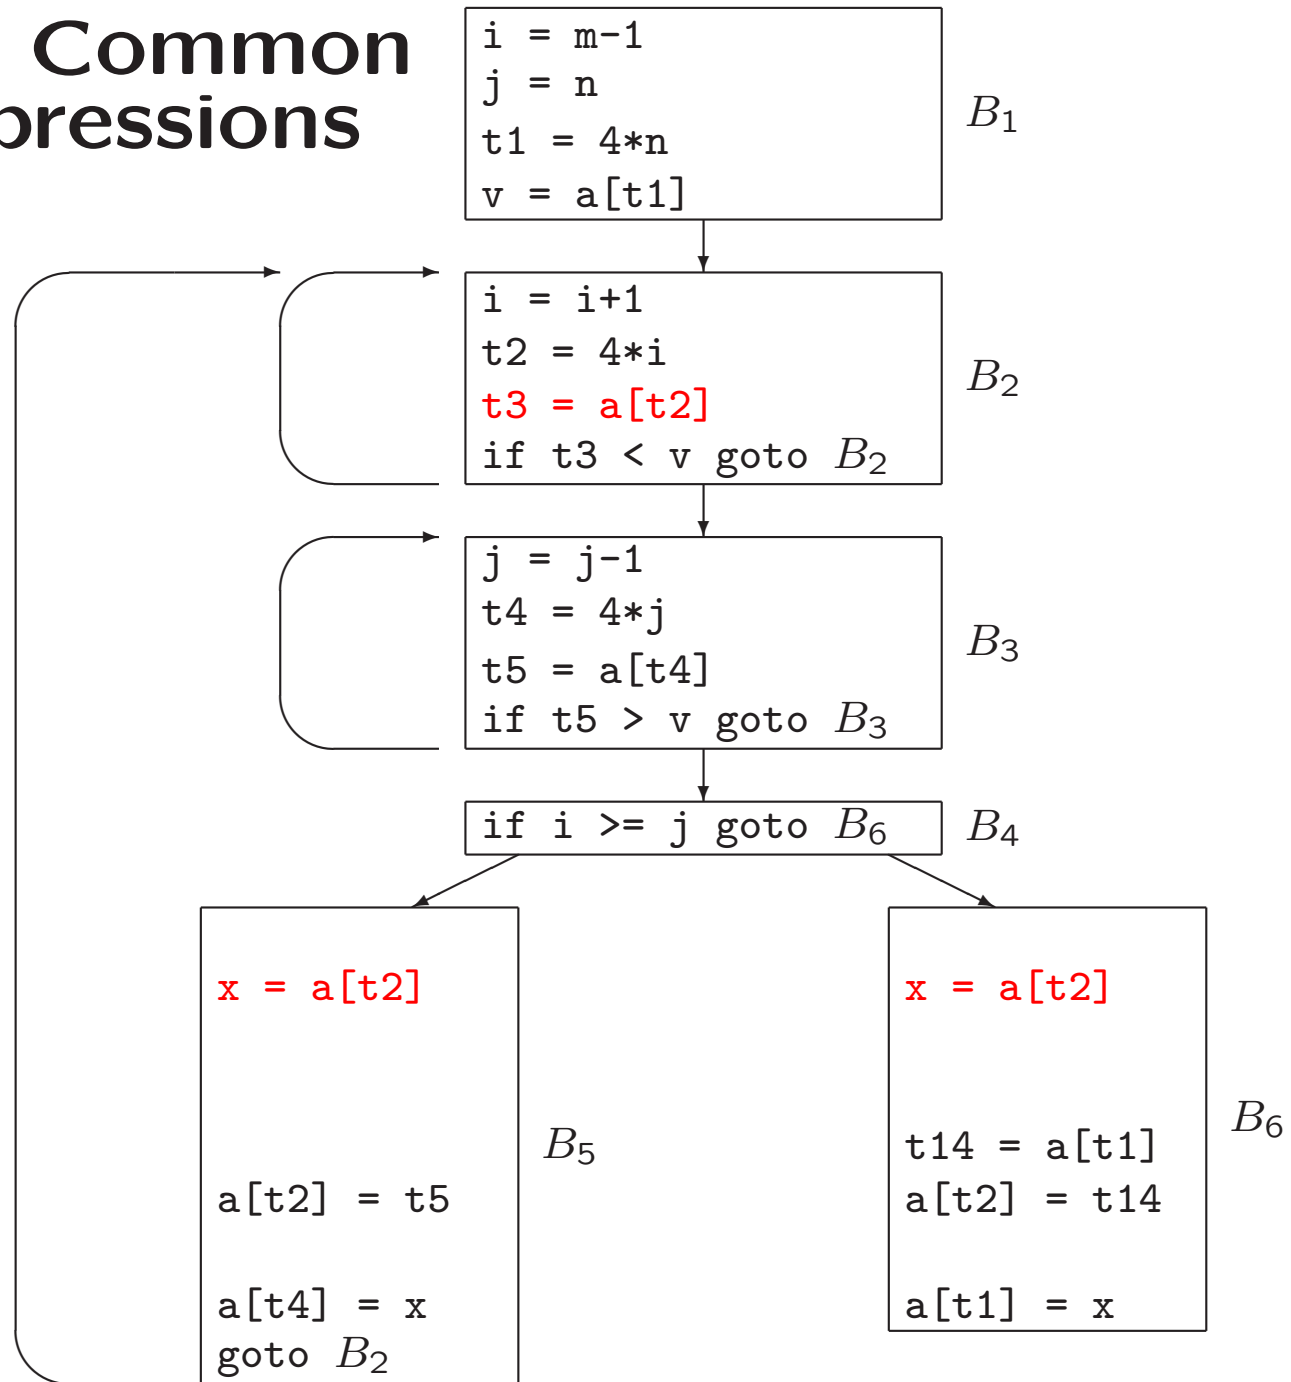 Common
pressions
i = m-1
j = n
t1 = 4*n
v = a[t1]
B1
i = i+1
t2 = 4*i
t3 = a[t2]
if t3 < v goto B2
B2
j = j-1
t4 = 4*j
t5 = a[t4]
if t5 > v goto B3
B3
if i >= j goto B6
B4
x = a[t2]
a[t2] = t5
a[t4] = x
goto B2
B5
x = a[t2]
t14 = a[t1]
a[t2] = t14
a[t1] = x
B6